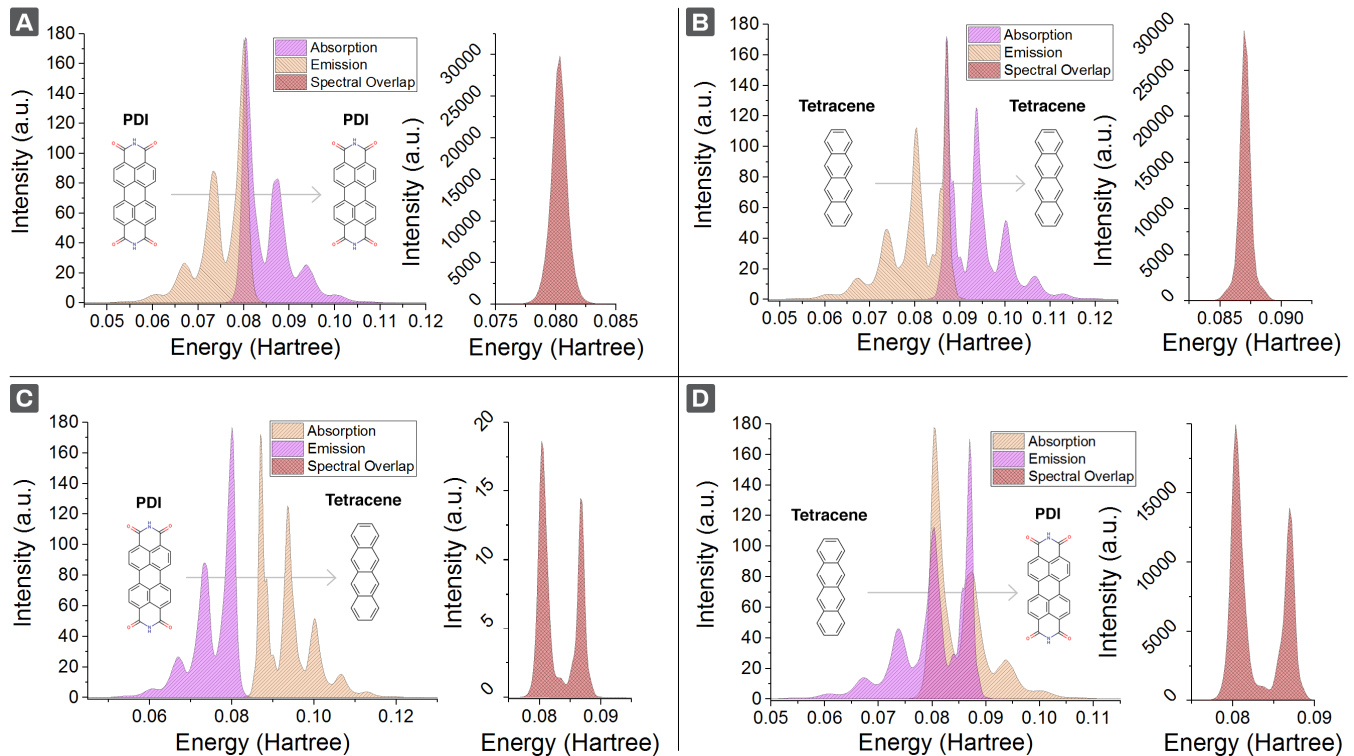 A
Intensity (a.u.)
180
160
140
120
100
80
60
40
20
0
0.05 0.06 0.07 0.08 0.09 0.10 0.11 0.12
Energy (Hartree)
Absorption
Emission
Spectral Overlap
PDI
PDI
HN
O O
O O
NH
Intensity (a.u.)
30000
25000
20000
15000
10000
5000
0
0.075 0.080 0.085
Energy (Hartree)
B
Intensity (a.u.)
180
160
140
120
100
80
60
40
20
0
0.05 0.06 0.07 0.08 0.09 0.10 0.11 0.12
Energy (Hartree)
Absorption
Emission
Spectral Overlap
Tetracene
Tetracene
Intensity (a.u.)
30000
25000
20000
15000
10000
5000
0
0.085 0.090
Energy (Hartree)
C
Intensity (a.u.)
180
160
140
120
100
80
60
40
20
0
0.06 0.08 0.10 0.12
Energy (Hartree)
Absorption
Emission
Spectral Overlap
PDI
Tetracene
Intensity (a.u.)
20
15
10
5
0
0.08 0.09
Energy (Hartree)
D
Intensity (a.u.)
180
160
140
120
100
80
60
40
20
0
0.05 0.06 0.07 0.08 0.09 0.10 0.11
Energy (Hartree)
Absorption
Emission
Spectral Overlap
Tetracene
PDI
Intensity (a.u.)
15000
10000
5000
0
0.08 0.09
Energy (Hartree)